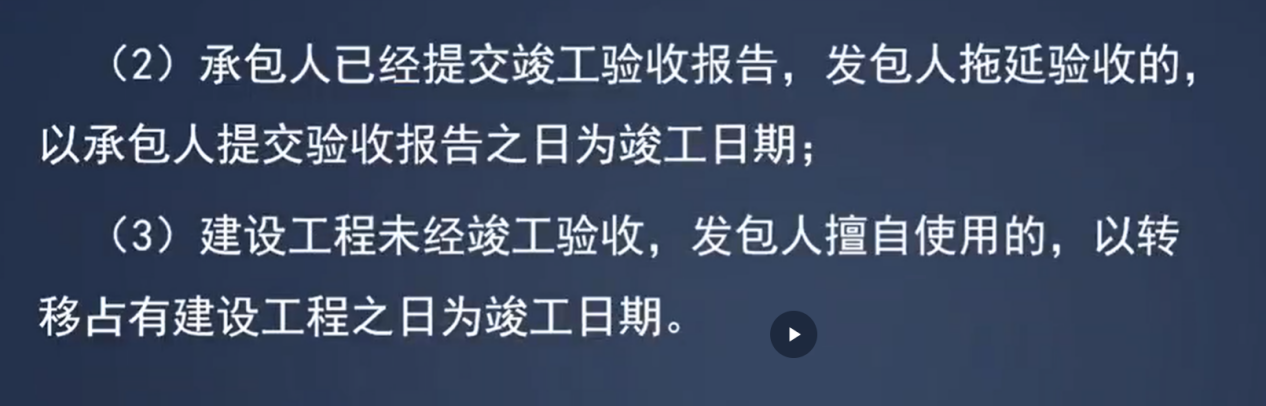 （2）承包人已经提交竣工验收报告，发包人拖延验收的，
以承包人提交验收报告之日为竣工日期；
（3）建设工程未经竣工验收，发包人擅自使用的，以转
移占有建设工程之日为竣工日期。